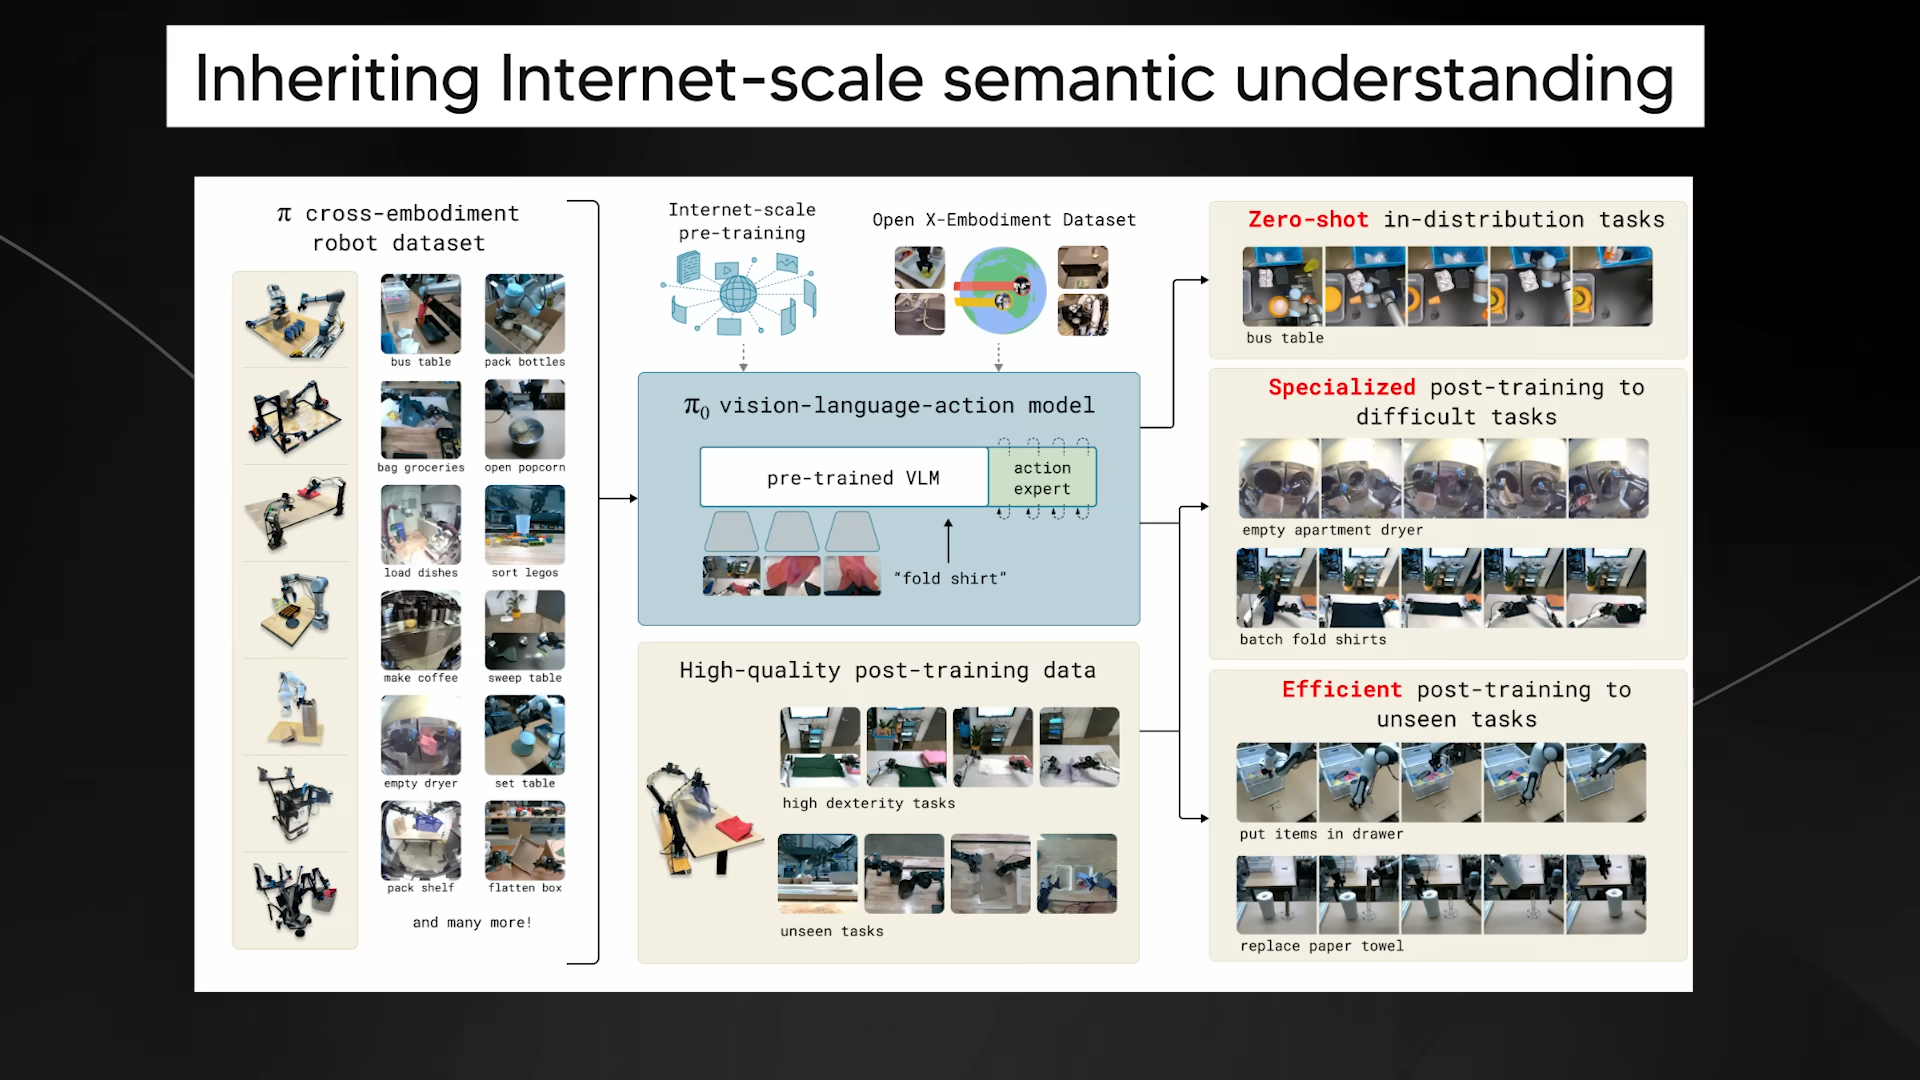 Inheriting Internet-scale semantic understanding
π cross-embodiment
robot dataset
bus table
pack bottles
bag groceries
open popcorn
load dishes
sort legos
make coffee
sweep table
empty dryer
set table
pack shelf
flatten box
and many more!
Internet-scale
pre-training
Open X-Embodiment Dataset
π₀ vision-language-action model
pre-trained VLM
action
expert
“fold shirt”
High-quality post-training data
high dexterity tasks
unseen tasks
Zero-shot in-distribution tasks
bus table
Specialized post-training to
difficult tasks
empty apartment dryer
batch fold shirts
Efficient post-training to
unseen tasks
put items in drawer
replace paper towel